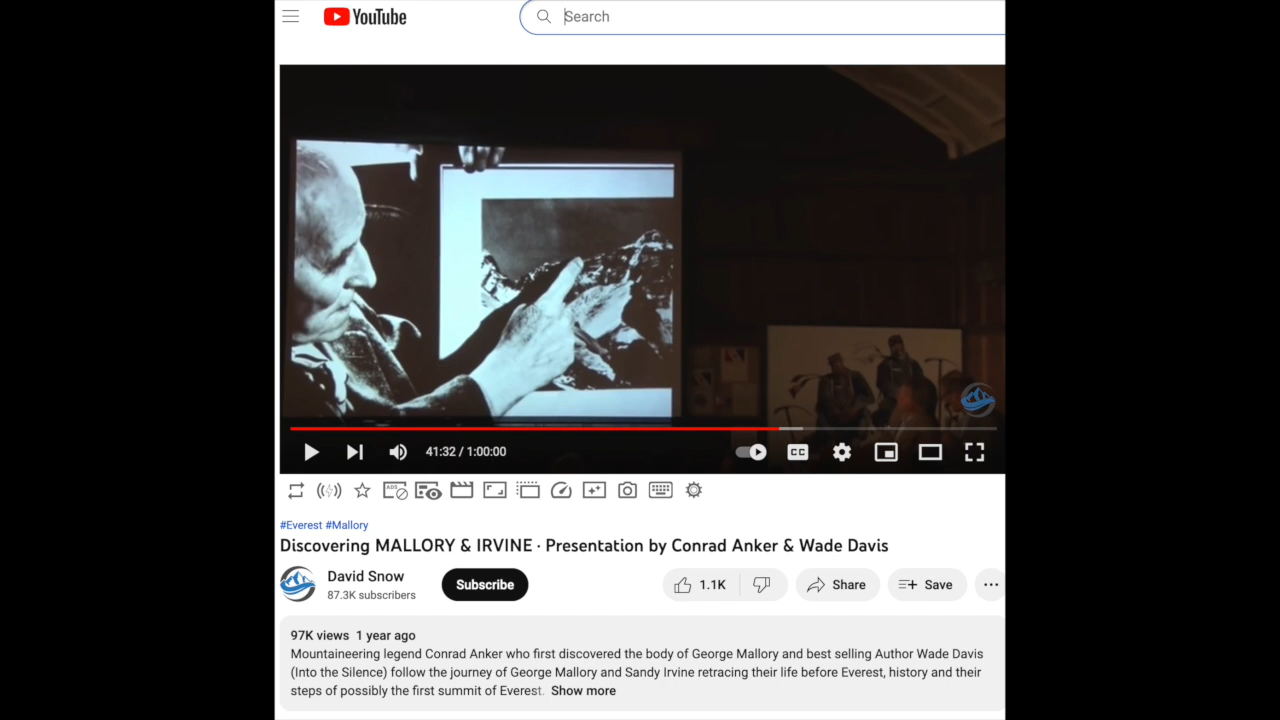 YouTube
Search
41:32 / 1:00:00
CC
ADS
#Everest #Mallory
Discovering MALLORY & IRVINE · Presentation by Conrad Anker & Wade Davis
David Snow
87.3K subscribers
Subscribe
1.1K
Share
Save
97K views 1 year ago
Mountaineering legend Conrad Anker who first discovered the body of George Mallory and best selling Author Wade Davis
(Into the Silence) follow the journey of George Mallory and Sandy Irvine retracing their life before Everest, history and their
steps of possibly the first summit of Everest. Show more